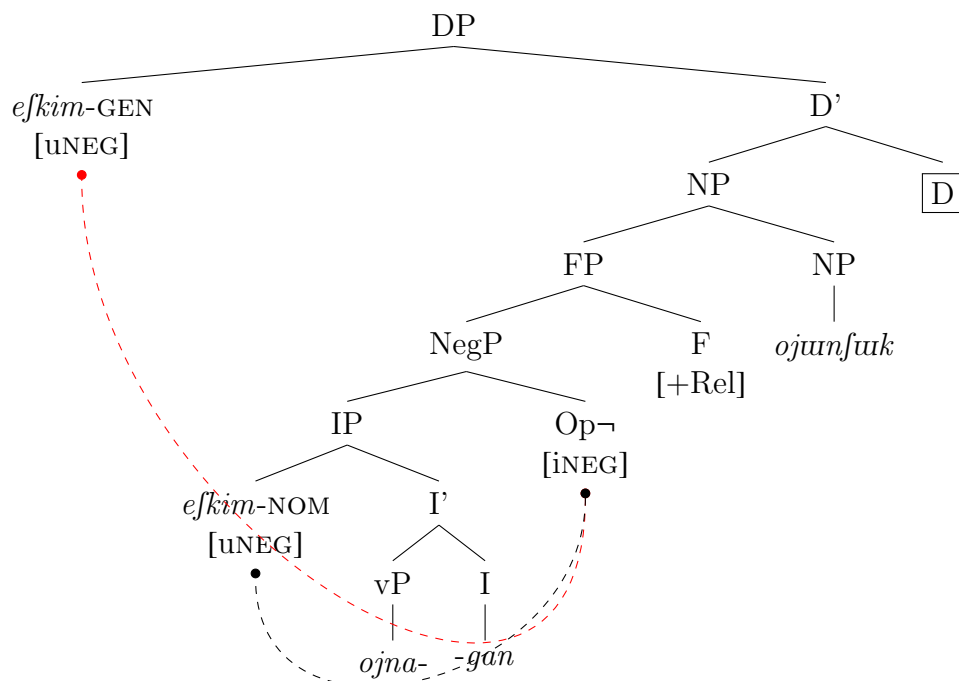 DP
eʃkim-GEN D'
[uNEG]
NP D
FP NP
NegP F ojɯnʃɯk
[+Rel]
IP Op¬
[iNEG]
eʃkim-NOM I'
[uNEG]
vP I
ojna- -gan